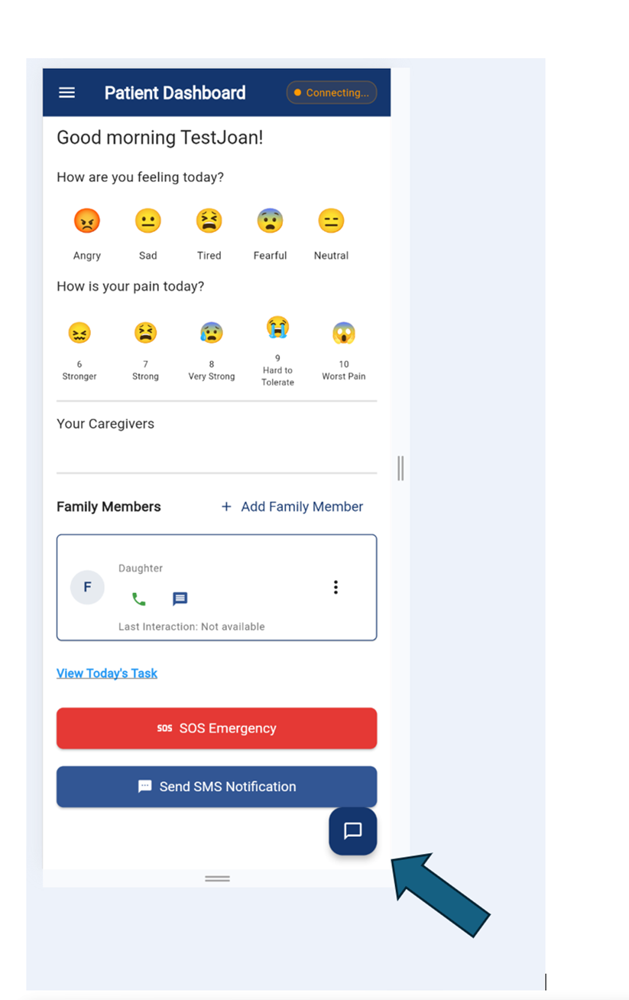 Patient Dashboard
Connecting...
Good morning TestJoan!
How are you feeling today?
Angry Sad Tired Fearful Neutral
How is your pain today?
6 7 8 9 10
Stronger Strong Very Strong Hard to Tolerate Worst Pain
Your Caregivers
Family Members + Add Family Member
Daughter
F
Last Interaction: Not available
View Today's Task
SOS SOS Emergency
Send SMS Notification